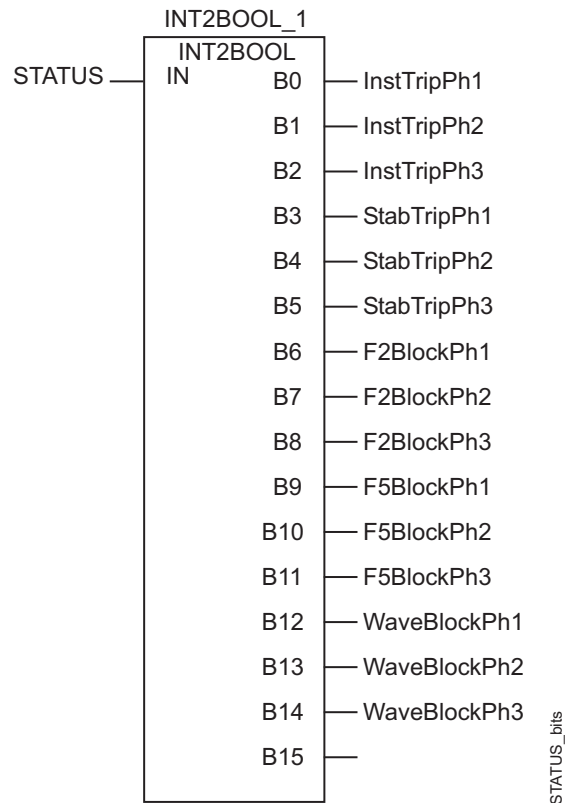 INT2BOOL_1
INT2BOOL
STATUS IN B0 InstTripPh1
B1 InstTripPh2
B2 InstTripPh3
B3 StabTripPh1
B4 StabTripPh2
B5 StabTripPh3
B6 F2BlockPh1
B7 F2BlockPh2
B8 F2BlockPh3
B9 F5BlockPh1
B10 F5BlockPh2
B11 F5BlockPh3
B12 WaveBlockPh1
B13 WaveBlockPh2
B14 WaveBlockPh3
B15
STATUS_bits